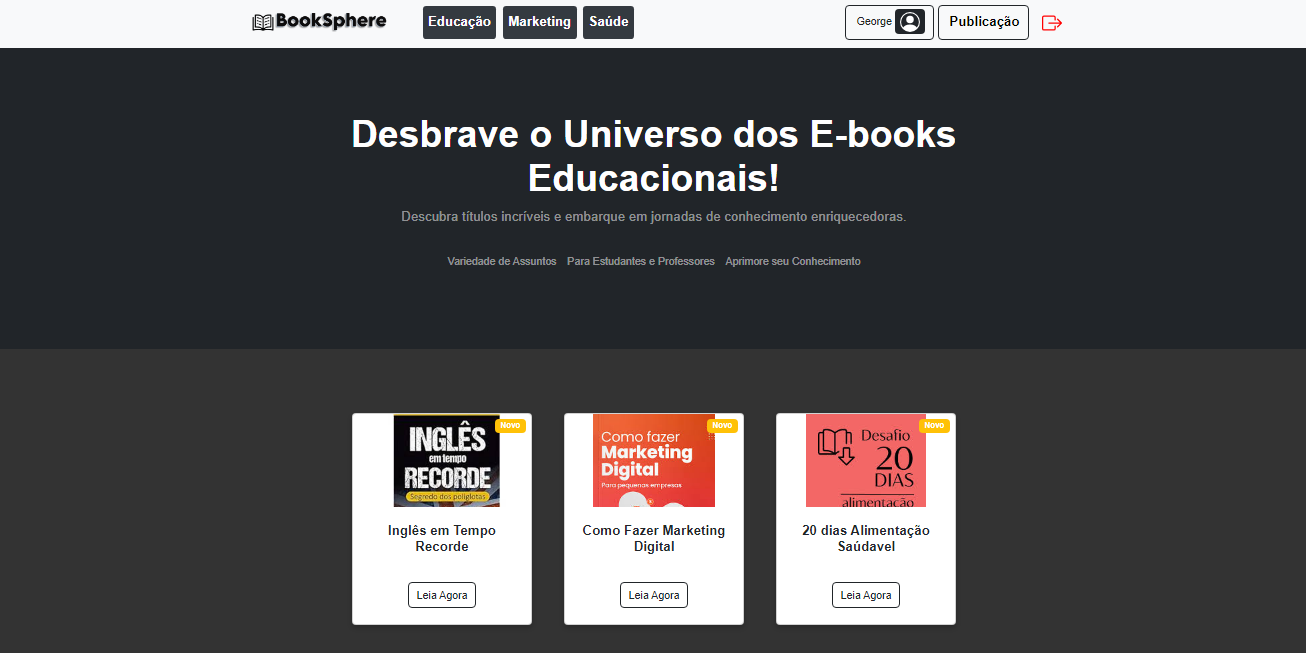 BookSphere
Educação
Marketing
Saúde
George
Publicação
Desbrave o Universo dos E-books
Educacionais!
Descubra títulos incríveis e embarque em jornadas de conhecimento enriquecedoras.
Variedade de Assuntos
Para Estudantes e Professores
Aprimore seu Conhecimento
INGLÊS
em tempo
RECORDE
Segredo dos poliglotas
Novo
Inglês em Tempo
Recorde
Leia Agora
Como fazer
Marketing
Digital
Para pequenas empresas
Novo
Como Fazer Marketing
Digital
Leia Agora
Desafio
20
DIAS
alimentação
Novo
20 dias Alimentação
Saúdavel
Leia Agora